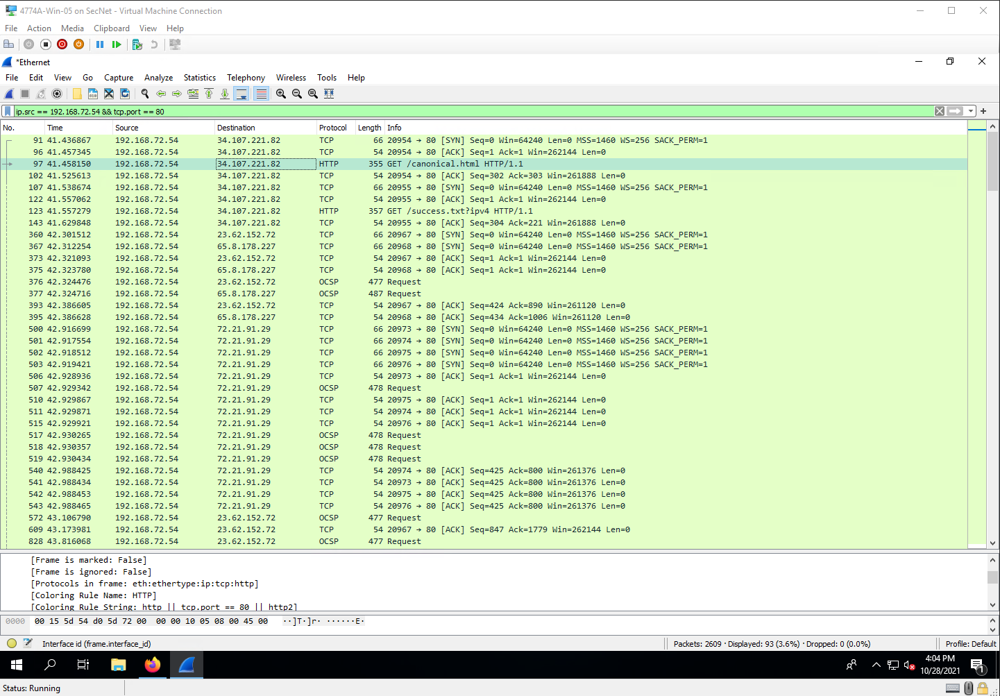 4774A-Win-05 on SecNet - Virtual Machine Connection
File Action Media Clipboard View Help
*Ethernet
File Edit View Go Capture Analyze Statistics Telephony Wireless Tools Help
ip.src == 192.168.72.54 && tcp.port == 80
No. Time Source Destination Protocol Length Info
91 41.436867 192.168.72.54 34.107.221.82 TCP 66 20954 → 80 [SYN] Seq=0 Win=64240 Len=0 MSS=1460 WS=256 SACK_PERM=1
96 41.457345 192.168.72.54 34.107.221.82 TCP 54 20954 → 80 [ACK] Seq=1 Ack=1 Win=262144 Len=0
97 41.458150 192.168.72.54 34.107.221.82 HTTP 355 GET /canonical.html HTTP/1.1
102 41.525613 192.168.72.54 34.107.221.82 TCP 54 20954 → 80 [ACK] Seq=302 Ack=303 Win=261888 Len=0
107 41.538674 192.168.72.54 34.107.221.82 TCP 66 20955 → 80 [SYN] Seq=0 Win=64240 Len=0 MSS=1460 WS=256 SACK_PERM=1
122 41.557062 192.168.72.54 34.107.221.82 TCP 54 20955 → 80 [ACK] Seq=1 Ack=1 Win=262144 Len=0
123 41.557279 192.168.72.54 34.107.221.82 HTTP 357 GET /success.txt?ipv4 HTTP/1.1
143 41.629848 192.168.72.54 34.107.221.82 TCP 54 20955 → 80 [ACK] Seq=304 Ack=221 Win=261888 Len=0
360 42.301512 192.168.72.54 23.62.152.72 TCP 66 20967 → 80 [SYN] Seq=0 Win=64240 Len=0 MSS=1460 WS=256 SACK_PERM=1
367 42.312254 192.168.72.54 65.8.178.227 TCP 66 20968 → 80 [SYN] Seq=0 Win=64240 Len=0 MSS=1460 WS=256 SACK_PERM=1
373 42.321093 192.168.72.54 23.62.152.72 TCP 54 20967 → 80 [ACK] Seq=1 Ack=1 Win=262144 Len=0
375 42.323780 192.168.72.54 65.8.178.227 TCP 54 20968 → 80 [ACK] Seq=1 Ack=1 Win=262144 Len=0
376 42.324476 192.168.72.54 23.62.152.72 OCSP 477 Request
377 42.324716 192.168.72.54 65.8.178.227 OCSP 487 Request
393 42.386605 192.168.72.54 23.62.152.72 TCP 54 20967 → 80 [ACK] Seq=424 Ack=890 Win=261120 Len=0
395 42.386628 192.168.72.54 65.8.178.227 TCP 54 20968 → 80 [ACK] Seq=434 Ack=1006 Win=261120 Len=0
500 42.916699 192.168.72.54 72.21.91.29 TCP 66 20973 → 80 [SYN] Seq=0 Win=64240 Len=0 MSS=1460 WS=256 SACK_PERM=1
501 42.917554 192.168.72.54 72.21.91.29 TCP 66 20974 → 80 [SYN] Seq=0 Win=64240 Len=0 MSS=1460 WS=256 SACK_PERM=1
502 42.918512 192.168.72.54 72.21.91.29 TCP 66 20975 → 80 [SYN] Seq=0 Win=64240 Len=0 MSS=1460 WS=256 SACK_PERM=1
503 42.919421 192.168.72.54 72.21.91.29 TCP 66 20976 → 80 [SYN] Seq=0 Win=64240 Len=0 MSS=1460 WS=256 SACK_PERM=1
506 42.928936 192.168.72.54 72.21.91.29 TCP 54 20973 → 80 [ACK] Seq=1 Ack=1 Win=262144 Len=0
507 42.929342 192.168.72.54 72.21.91.29 OCSP 478 Request
510 42.929867 192.168.72.54 72.21.91.29 TCP 54 20975 → 80 [ACK] Seq=1 Ack=1 Win=262144 Len=0
511 42.929871 192.168.72.54 72.21.91.29 TCP 54 20974 → 80 [ACK] Seq=1 Ack=1 Win=262144 Len=0
515 42.929921 192.168.72.54 72.21.91.29 TCP 54 20976 → 80 [ACK] Seq=1 Ack=1 Win=262144 Len=0
517 42.930265 192.168.72.54 72.21.91.29 OCSP 478 Request
518 42.930357 192.168.72.54 72.21.91.29 OCSP 478 Request
519 42.930434 192.168.72.54 72.21.91.29 OCSP 478 Request
540 42.988425 192.168.72.54 72.21.91.29 TCP 54 20974 → 80 [ACK] Seq=425 Ack=800 Win=261376 Len=0
541 42.988434 192.168.72.54 72.21.91.29 TCP 54 20973 → 80 [ACK] Seq=425 Ack=800 Win=261376 Len=0
542 42.988453 192.168.72.54 72.21.91.29 TCP 54 20975 → 80 [ACK] Seq=425 Ack=800 Win=261376 Len=0
543 42.988465 192.168.72.54 72.21.91.29 TCP 54 20976 → 80 [ACK] Seq=425 Ack=800 Win=261376 Len=0
572 43.106790 192.168.72.54 23.62.152.72 OCSP 477 Request
609 43.173981 192.168.72.54 23.62.152.72 TCP 54 20967 → 80 [ACK] Seq=847 Ack=1779 Win=262144 Len=0
828 43.816068 192.168.72.54 23.62.152.72 OCSP 477 Request
[Frame is marked: False]
[Frame is ignored: False]
[Protocols in frame: eth:ethertype:ip:tcp:http]
[Coloring Rule Name: HTTP]
[Coloring Rule String: http || tcp.port == 80 || http2]
0000 00 15 5d 54 d0 5d 72 00 00 00 10 05 08 00 45 00 ··]T·]r· ······E·
Interface id (frame.interface_id) Packets: 2609 · Displayed: 93 (3.6%) · Dropped: 0 (0.0%) Profile: Default
4:04 PM
10/28/2021
1
Status: Running